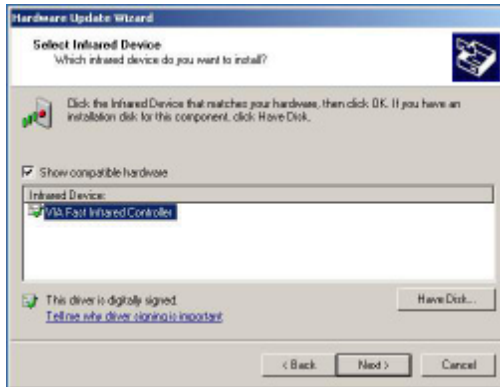 Hardware Update Wizard
Select Infrared Device
Which infrared device do you want to install?
Click the Infrared Device that matches your hardware, then click OK. If you have an
installation disk for this component, click Have Disk.
Show compatible hardware
Infrared Device:
VIA Fast Infrared Controller
This driver is digitally signed.
Have Disk...
Tell me why driver signing is important
< Back
Next >
Cancel